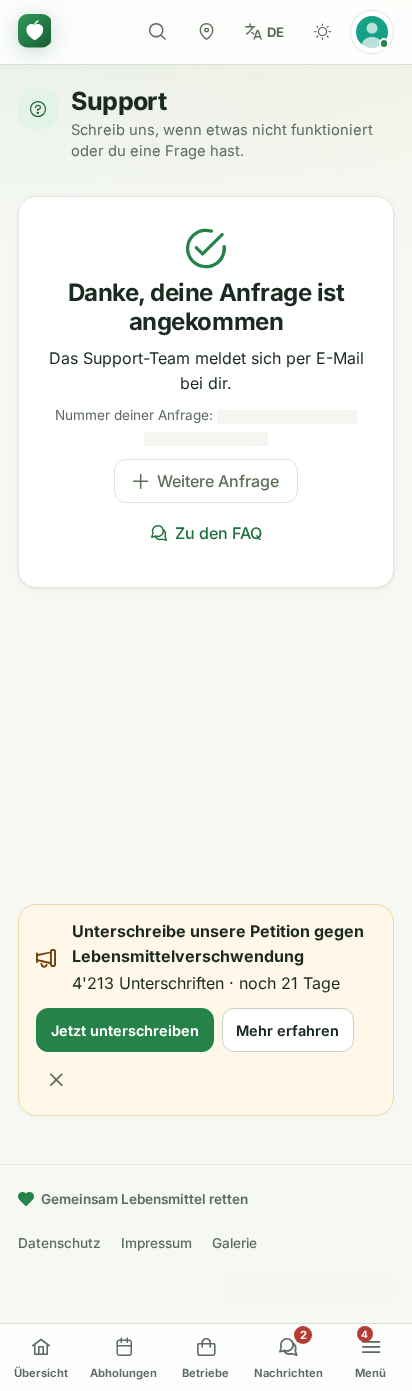 DE
Support
Schreib uns, wenn etwas nicht funktioniert
oder du eine Frage hast.
Danke, deine Anfrage ist
angekommen
Das Support-Team meldet sich per E-Mail
bei dir.
Nummer deiner Anfrage:
Weitere Anfrage
Zu den FAQ
Unterschreibe unsere Petition gegen
Lebensmittelverschwendung
4'213 Unterschriften · noch 21 Tage
Jetzt unterschreiben Mehr erfahren
Gemeinsam Lebensmittel retten
Datenschutz Impressum Galerie
2 4
Übersicht Abholungen Betriebe Nachrichten Menü